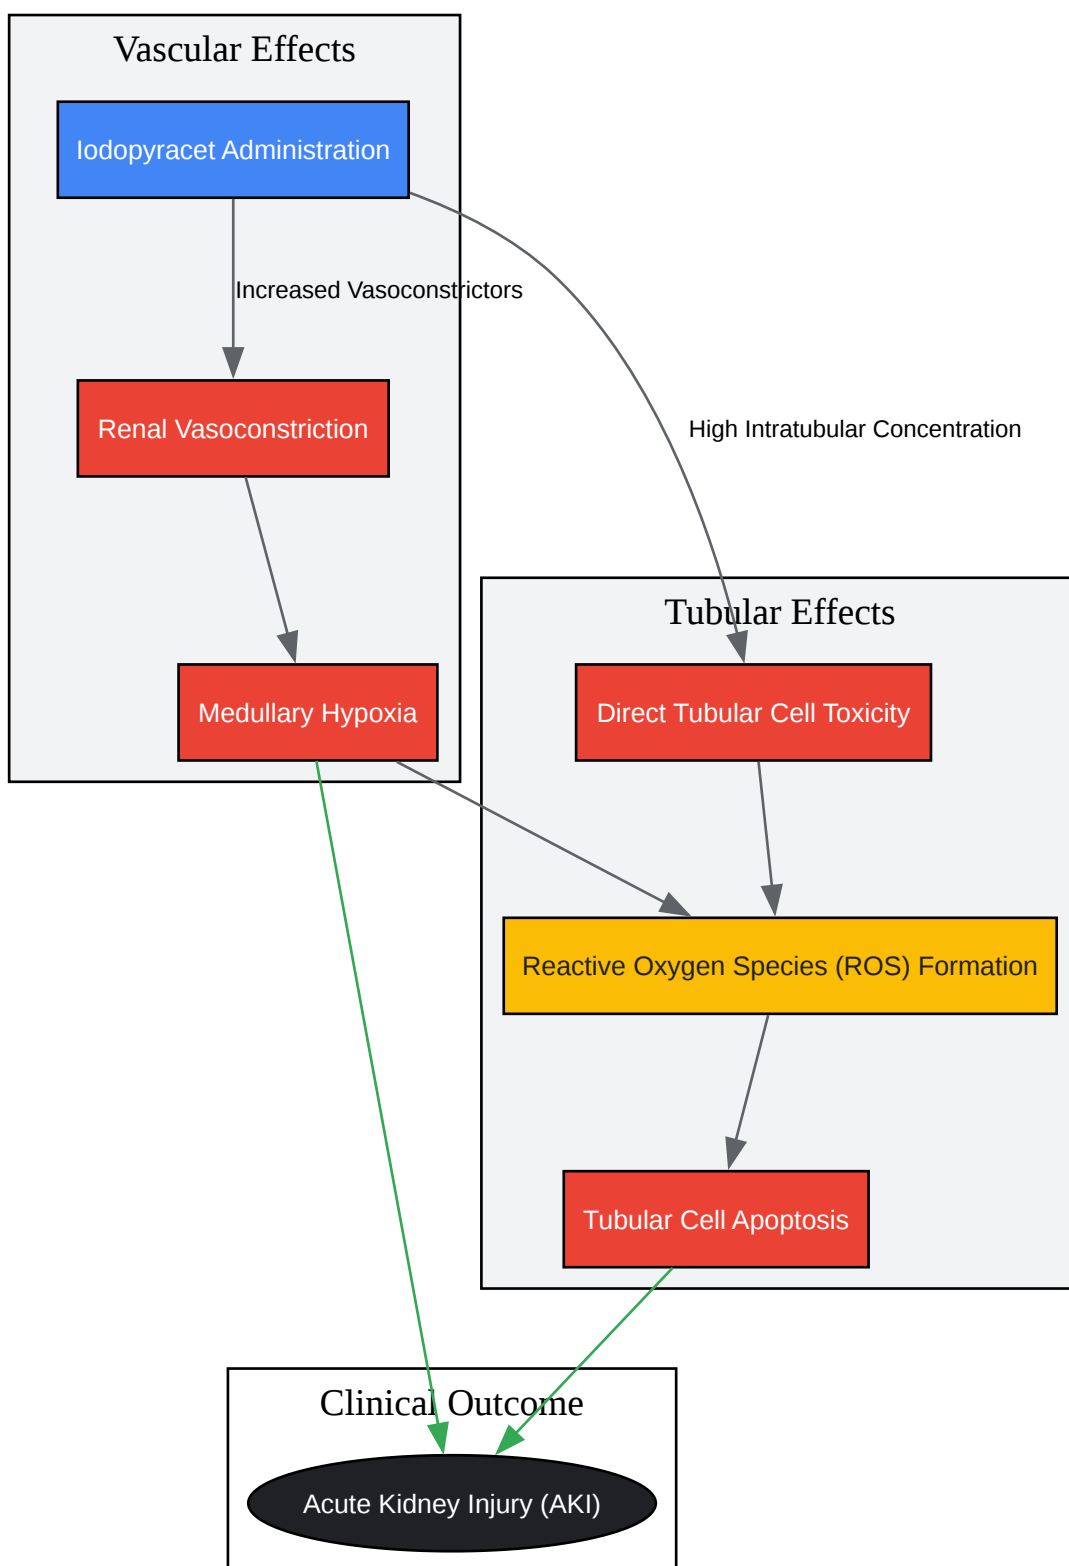 Vascular Effects
Iodopyracet Administration
Increased Vasoconstrictors
Renal Vasoconstriction
High Intratubular Concentration
Tubular Effects
Medullary Hypoxia
Direct Tubular Cell Toxicity
Reactive Oxygen Species (ROS) Formation
Tubular Cell Apoptosis
Clinical Outcome
Acute Kidney Injury (AKI)